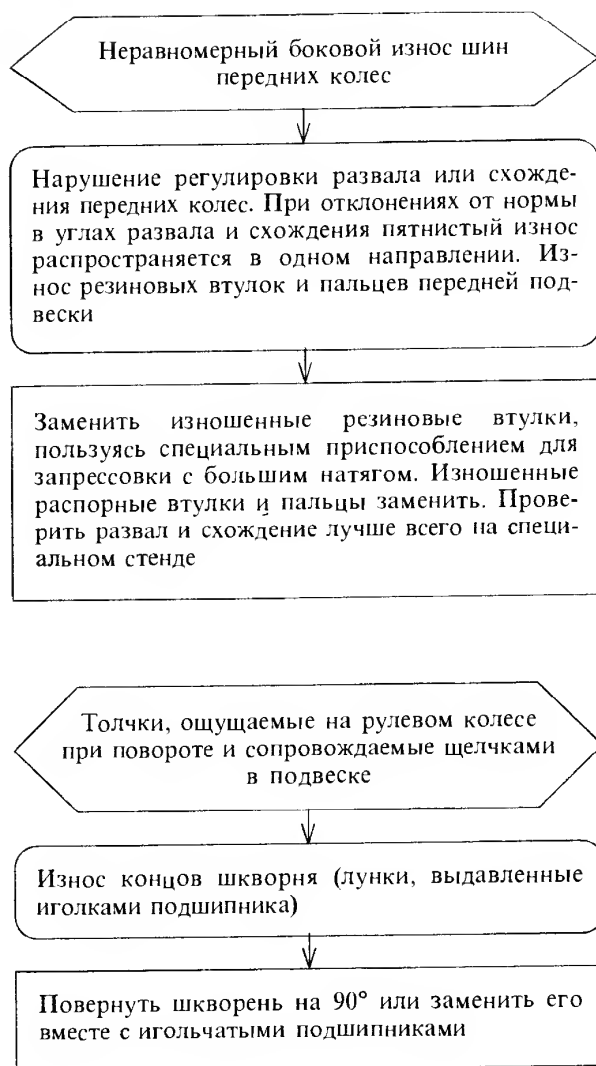 Неравномерный боковой износ шин
передних колес
Нарушение регулировки развала или схожде-
ния передних колес. При отклонениях от нормы
в углах развала и схождения пятнистый износ
распространяется в одном направлении. Из-
нос резиновых втулок и пальцев передней под-
вески
Заменить изношенные резиновые втулки,
пользуясь специальным приспособлением для
запрессовки с большим натягом. Изношенные
распорные втулки и пальцы заменить. Прове-
рить развал и схождение лучше всего на специ-
альном стенде
Толчки, ощущаемые на рулевом колесе
при повороте и сопровождаемые щелчками
в подвеске
Износ концов шкворня (лунки, выдавленные
иголками подшипника)
Повернуть шкворень на 90° или заменить его
вместе с игольчатыми подшипниками